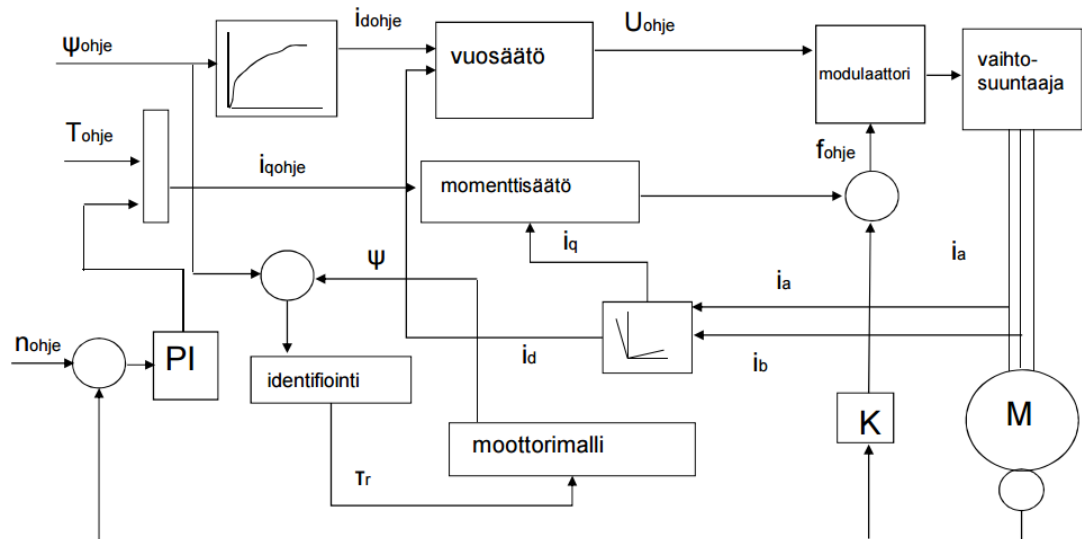 idohje
Uohje
ψohje
vuosäätö
modulaattori
vaihto-
suuntaaja
Tohje
iqohje
momenttisäätö
fohje
iq
ia
ψ
ia
nohje
PI
id
ib
identifiointi
K
M
moottorimalli
τr